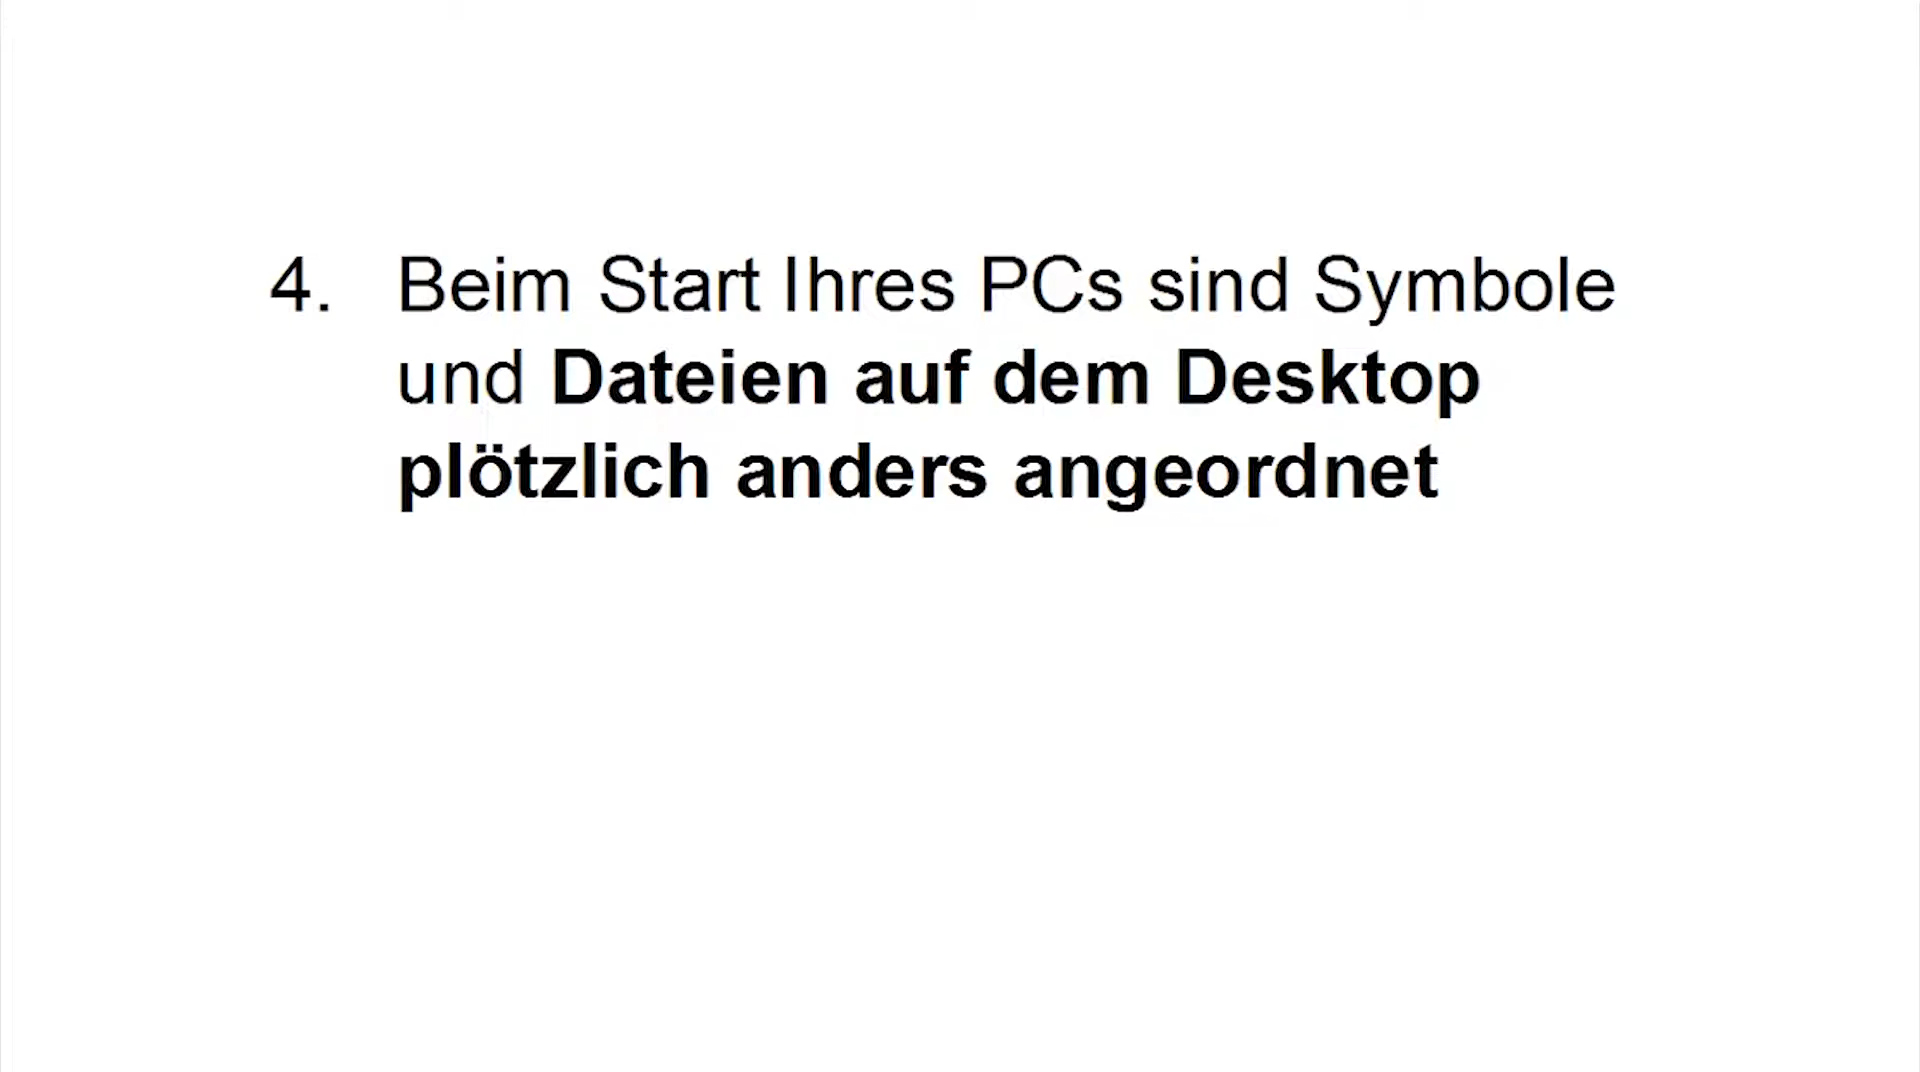 4. Beim Start Ihres PCs sind Symbole
und Dateien auf dem Desktop
plötzlich anders angeordnet